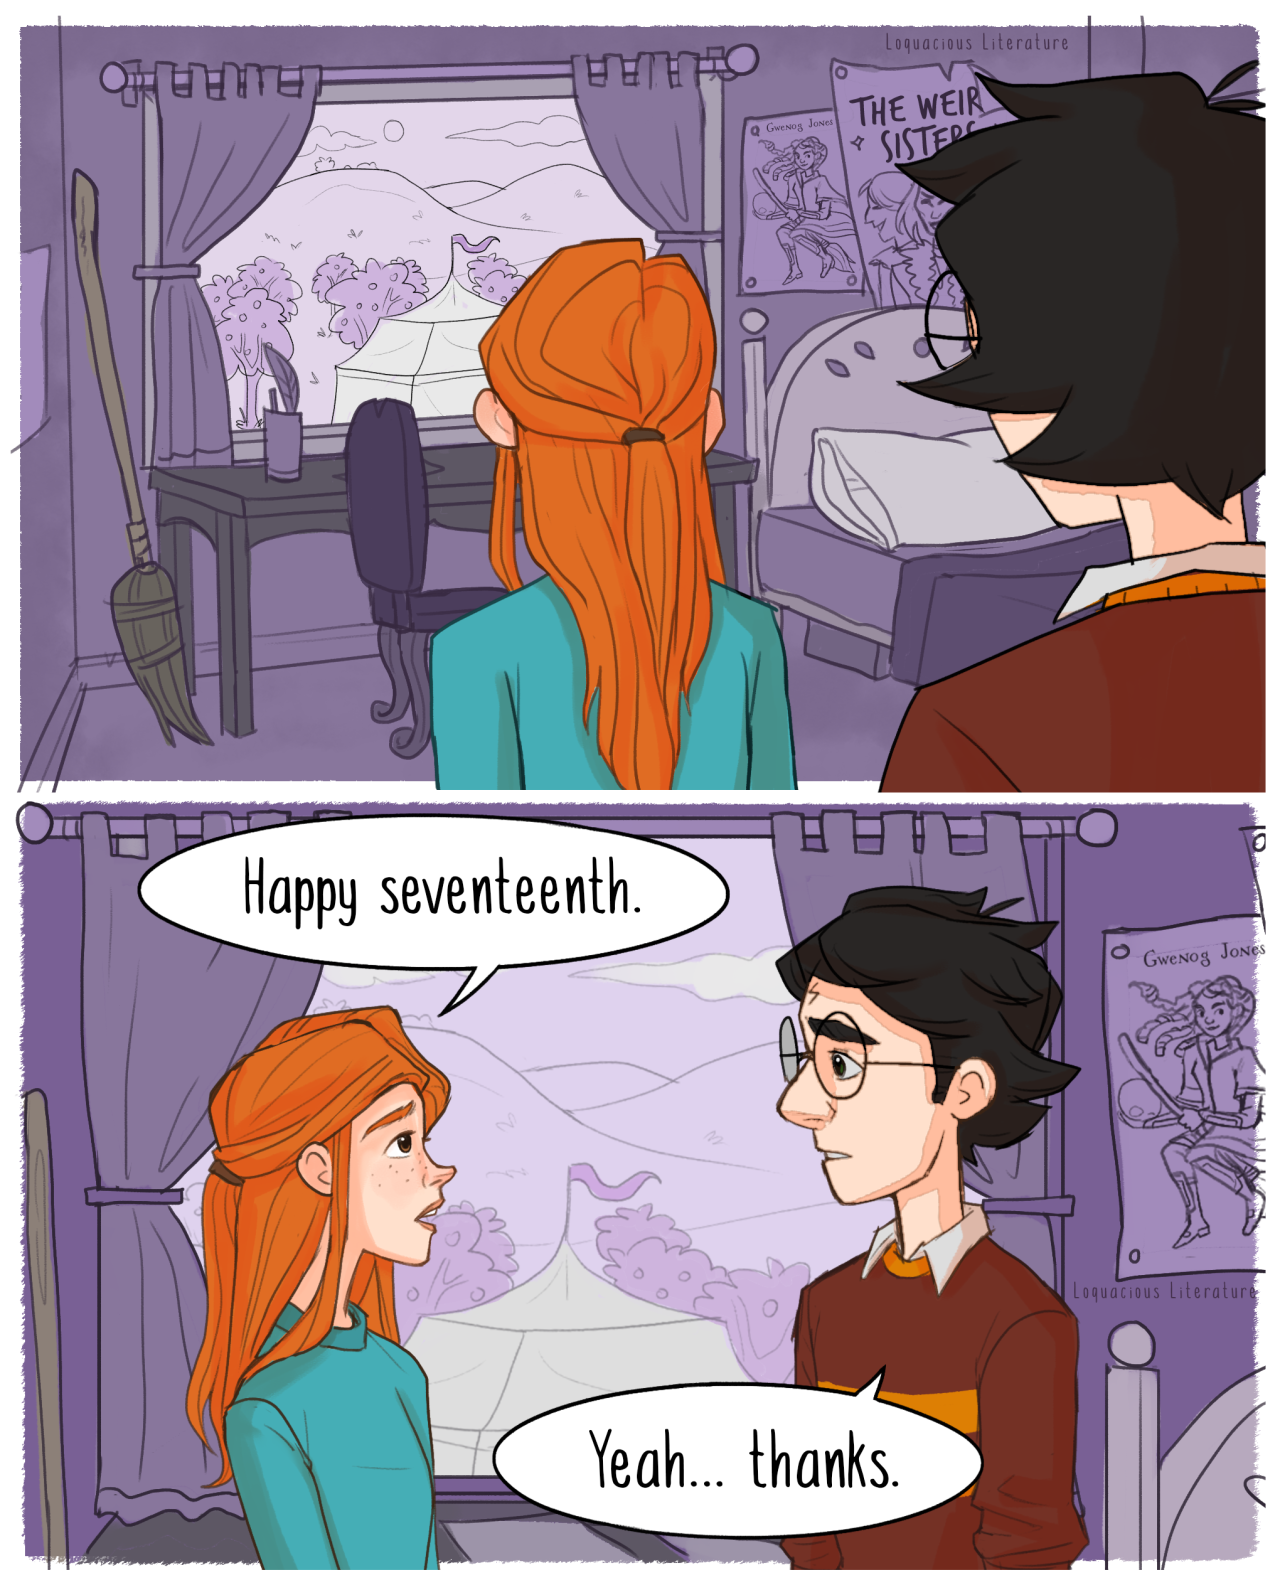 Loquacious Literature
Gwenog Jones
THE WEIR
SISTERS
Happy seventeenth.
Gwenog Jones
Loquacious Literature
Yeah... thanks.